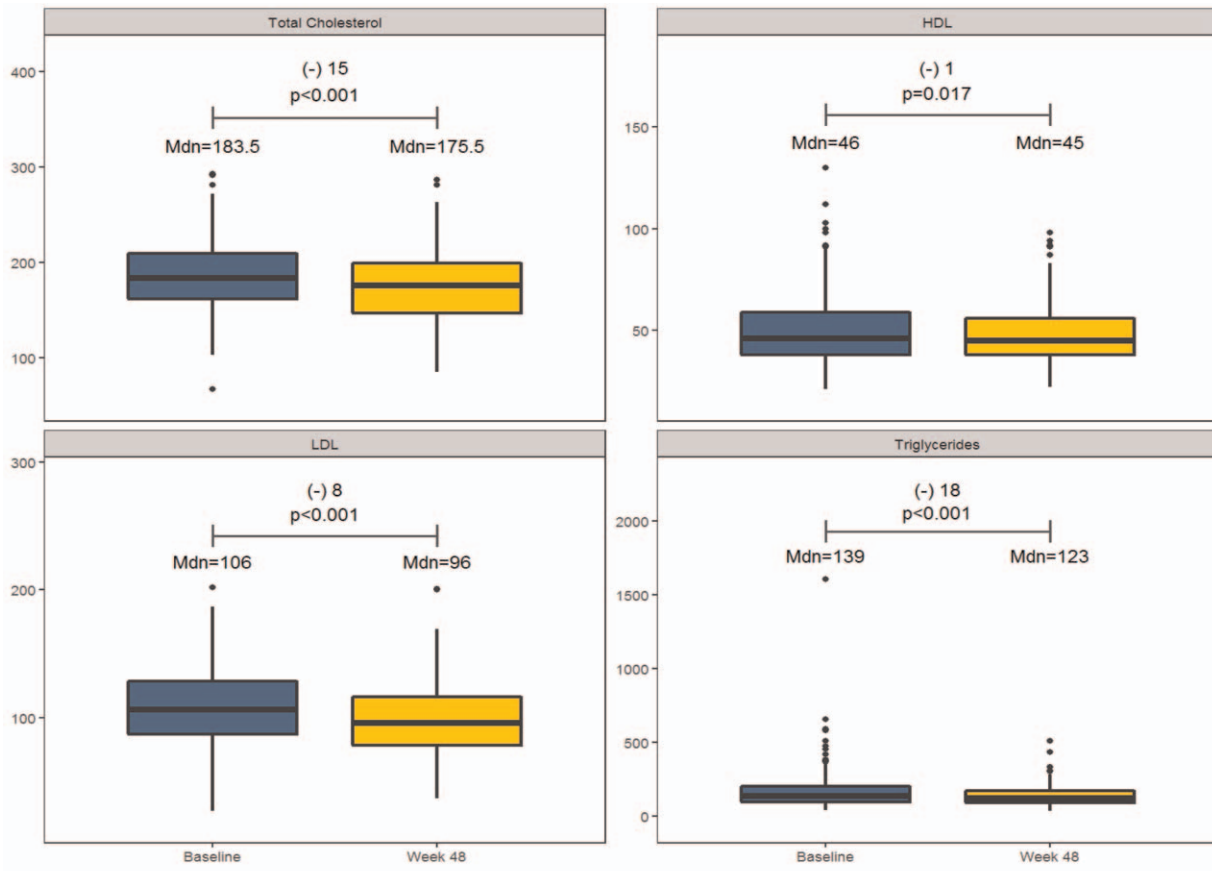 Total Cholesterol
400
300
200
100
(-) 15
p<0.001
Mdn=183.5 Mdn=175.5
HDL
150
100
50
(-) 1
p=0.017
Mdn=46 Mdn=45
LDL
300
200
100
(-) 8
p<0.001
Mdn=106 Mdn=96
Baseline Week 48
Triglycerides
2000
1500
1000
500
0
(-) 18
p<0.001
Mdn=139 Mdn=123
Baseline Week 48